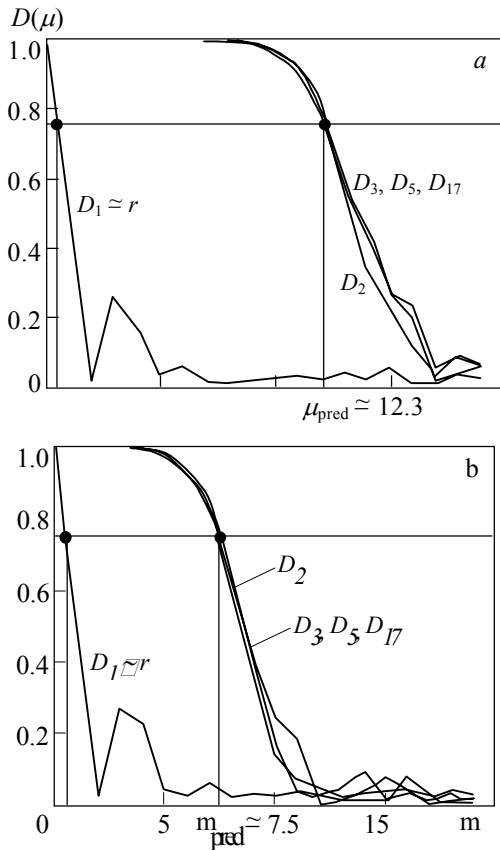 D(μ)
1.0
a
0.8
0.6
D₁ ≃ r
D₃, D₅, D₁₇
0.4
D₂
0.2
0
μpred ≃ 12.3
1.0
b
0.8
D₂
0.6
D₃, D₅, D₁₇
0.4
D₁ ≃ r
0.2
0
5
mpred ≃ 7.5
15
m